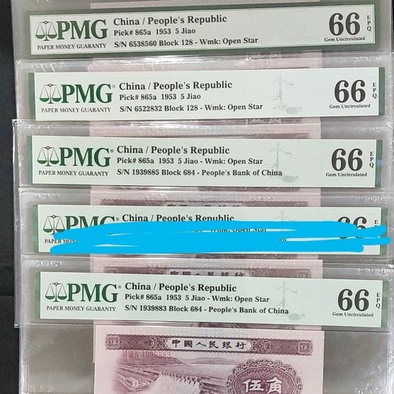 PMG
PAPER MONEY GUARANTY
China / People's Republic
Pick# 865a 1953 5 Jiao
S/N 6538560 Block 128 - Wmk: Open Star
66 EPQ
Gem Uncirculated
PMG
PAPER MONEY GUARANTY
China / People's Republic
Pick# 865a 1953 5 Jiao
S/N 6522832 Block 128 - Wmk: Open Star
66 EPQ
Gem Uncirculated
PMG
PAPER MONEY GUARANTY
China / People's Republic
Pick# 865a 1953 5 Jiao - Wmk: Open Star
S/N 1939885 Block 684 - People's Bank of China
66 EPQ
Gem Uncirculated
PMG
China / People's Republic
66
PMG
PAPER MONEY GUARANTY
China / People's Republic
Pick# 865a 1953 5 Jiao - Wmk: Open Star
S/N 1939883 Block 684 - People's Bank of China
66 EPQ
Gem Uncirculated
中國人民銀行
伍角